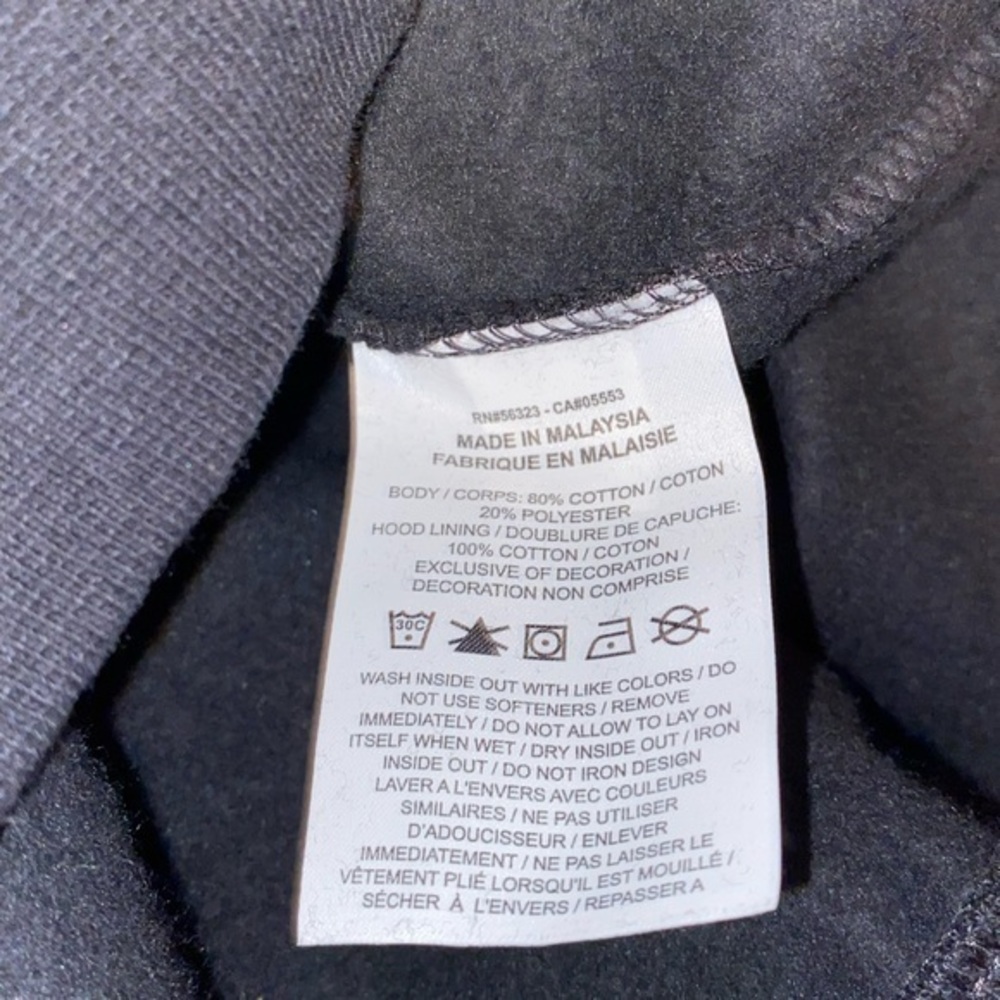 RN#56323 - CA#05553
MADE IN MALAYSIA
FABRIQUE EN MALAISIE
BODY / CORPS: 80% COTTON / COTON
20% POLYESTER
HOOD LINING / DOUBLURE DE CAPUCHE:
100% COTTON / COTON
EXCLUSIVE OF DECORATION /
DECORATION NON COMPRISE
30C
WASH INSIDE OUT WITH LIKE COLORS / DO
NOT USE SOFTENERS / REMOVE
IMMEDIATELY / DO NOT ALLOW TO LAY ON
ITSELF WHEN WET / DRY INSIDE OUT / IRON
INSIDE OUT / DO NOT IRON DESIGN
LAVER A L'ENVERS AVEC COULEURS
SIMILAIRES / NE PAS UTILISER
D'ADOUCISSEUR / ENLEVER
IMMEDIATEMENT / NE PAS LAISSER LE
VÊTEMENT PLIÉ LORSQU'IL EST MOUILLÉ /
SÉCHER À L'ENVERS / REPASSER A